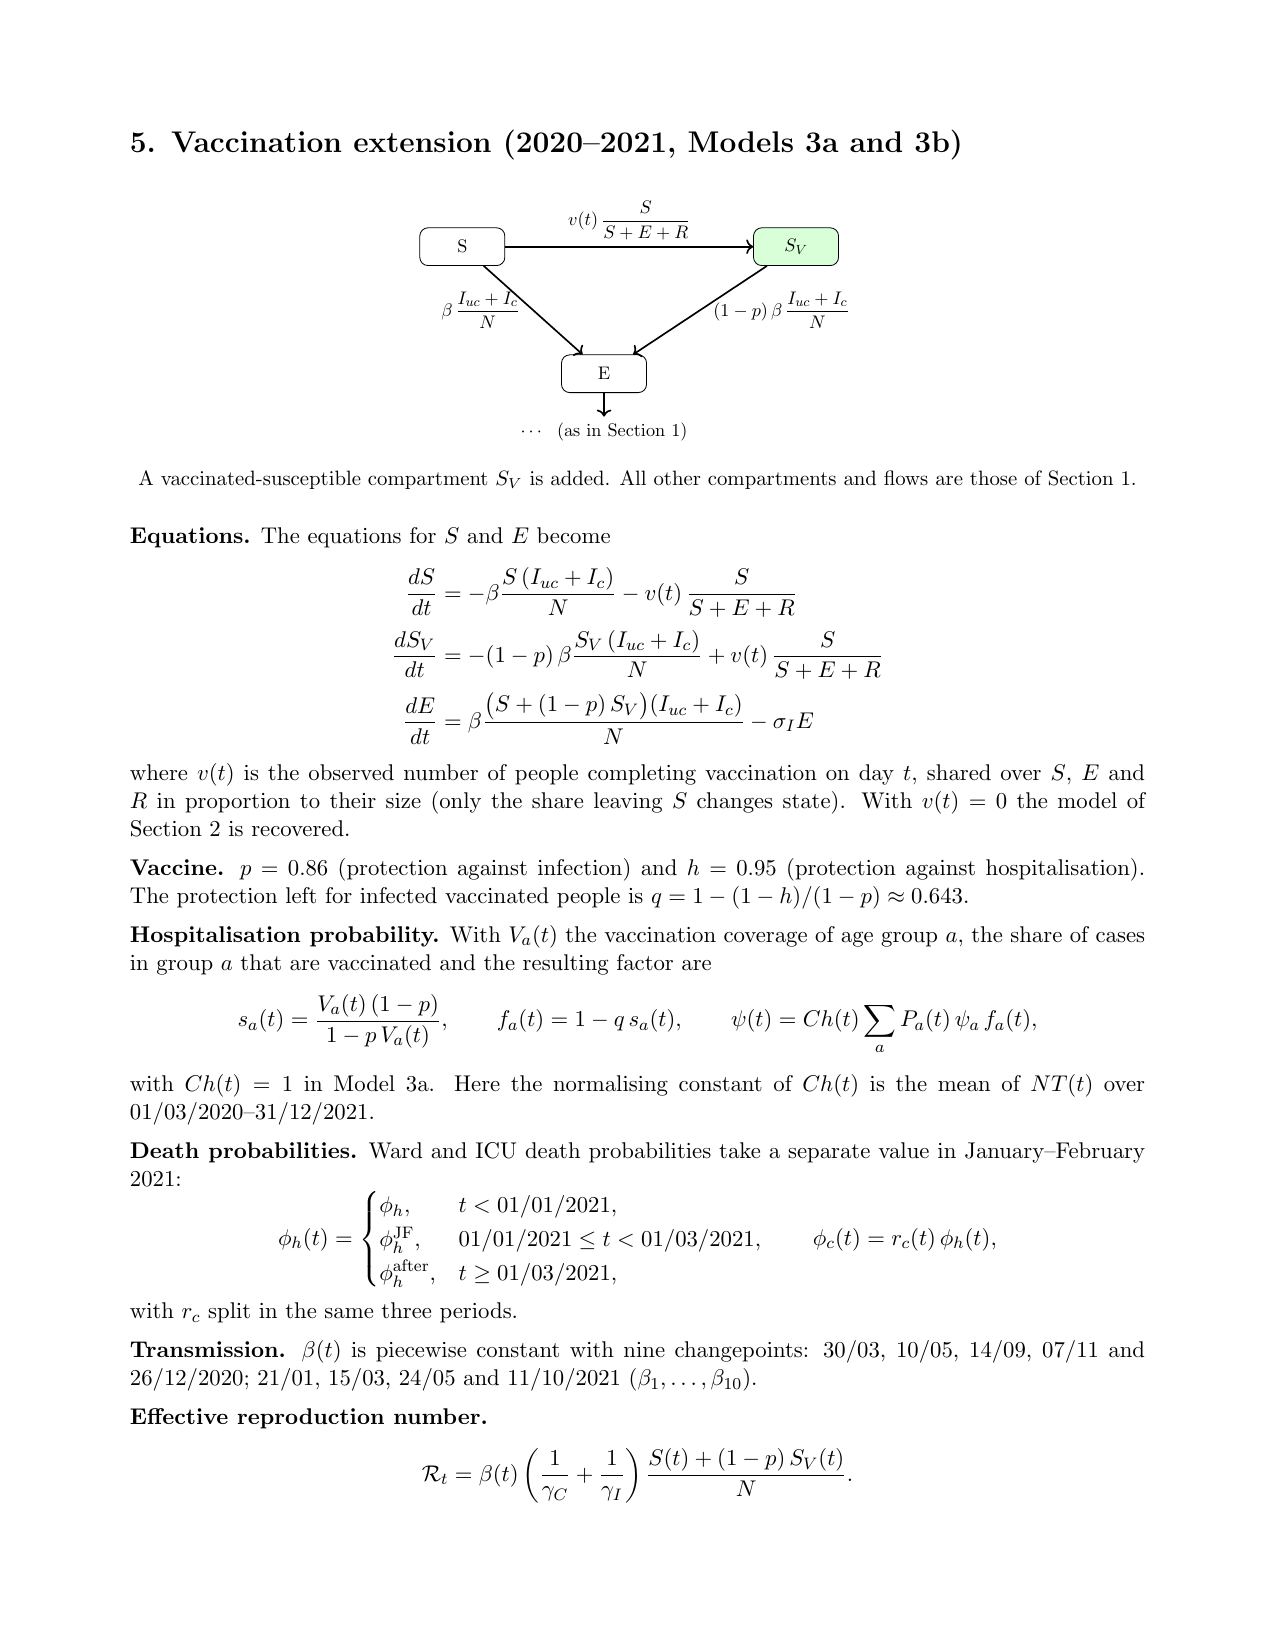 5. Vaccination extension (2020–2021, Models 3a and 3b)
v(t) S / (S + E + R)
S
S_V
β (I_uc + I_c) / N
(1 − p) β (I_uc + I_c) / N
E
··· (as in Section 1)
A vaccinated-susceptible compartment S_V is added. All other compartments and flows are those of Section 1.
Equations. The equations for S and E become
dS/dt = −β S (I_uc + I_c) / N − v(t) S / (S + E + R)
dS_V/dt = −(1 − p) β S_V (I_uc + I_c) / N + v(t) S / (S + E + R)
dE/dt = β (S + (1 − p) S_V)(I_uc + I_c) / N − σ_I E
where v(t) is the observed number of people completing vaccination on day t, shared over S, E and
R in proportion to their size (only the share leaving S changes state). With v(t) = 0 the model of
Section 2 is recovered.
Vaccine. p = 0.86 (protection against infection) and h = 0.95 (protection against hospitalisation).
The protection left for infected vaccinated people is q = 1 − (1 − h)/(1 − p) ≈ 0.643.
Hospitalisation probability. With V_a(t) the vaccination coverage of age group a, the share of cases
in group a that are vaccinated and the resulting factor are
s_a(t) = V_a(t) (1 − p) / (1 − p V_a(t)), f_a(t) = 1 − q s_a(t), ψ(t) = Ch(t) ∑_a P_a(t) ψ_a f_a(t),
with Ch(t) = 1 in Model 3a. Here the normalising constant of Ch(t) is the mean of NT(t) over
01/03/2020–31/12/2021.
Death probabilities. Ward and ICU death probabilities take a separate value in January–February
2021:
φ_h(t) = { φ_h, t < 01/01/2021,
φ_h^JF, 01/01/2021 ≤ t < 01/03/2021, φ_c(t) = r_c(t) φ_h(t),
φ_h^after, t ≥ 01/03/2021,
with r_c split in the same three periods.
Transmission. β(t) is piecewise constant with nine changepoints: 30/03, 10/05, 14/09, 07/11 and
26/12/2020; 21/01, 15/03, 24/05 and 11/10/2021 (β_1, . . . , β_10).
Effective reproduction number.
R_t = β(t) (1/γ_C + 1/γ_I) (S(t) + (1 − p) S_V(t)) / N.